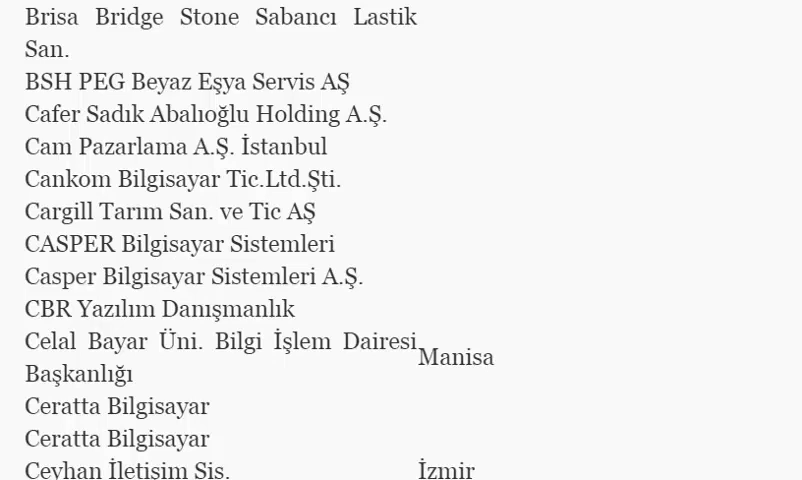 Brisa Bridge Stone Sabancı Lastik
San.
BSH PEG Beyaz Eşya Servis AŞ
Cafer Sadık Abalıoğlu Holding A.Ş.
Cam Pazarlama A.Ş. İstanbul
Cankom Bilgisayar Tic.Ltd.Şti.
Cargill Tarım San. ve Tic AŞ
CASPER Bilgisayar Sistemleri
Casper Bilgisayar Sistemleri A.Ş.
CBR Yazılım Danışmanlık
Celal Bayar Üni. Bilgi İşlem Dairesi
Başkanlığı
Manisa
Ceratta Bilgisayar
Ceratta Bilgisayar
Ceyhan İletişim Sis. İzmir